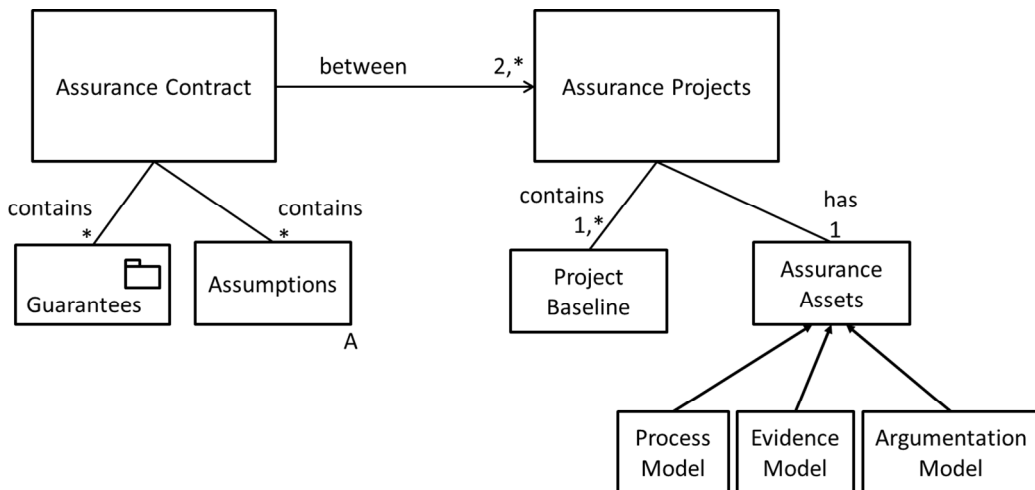 Assurance Contract
between
2,*
Assurance Projects
contains
*
contains
*
contains
1,*
has
1
Guarantees
Assumptions
A
Project
Baseline
Assurance
Assets
Process
Model
Evidence
Model
Argumentation
Model